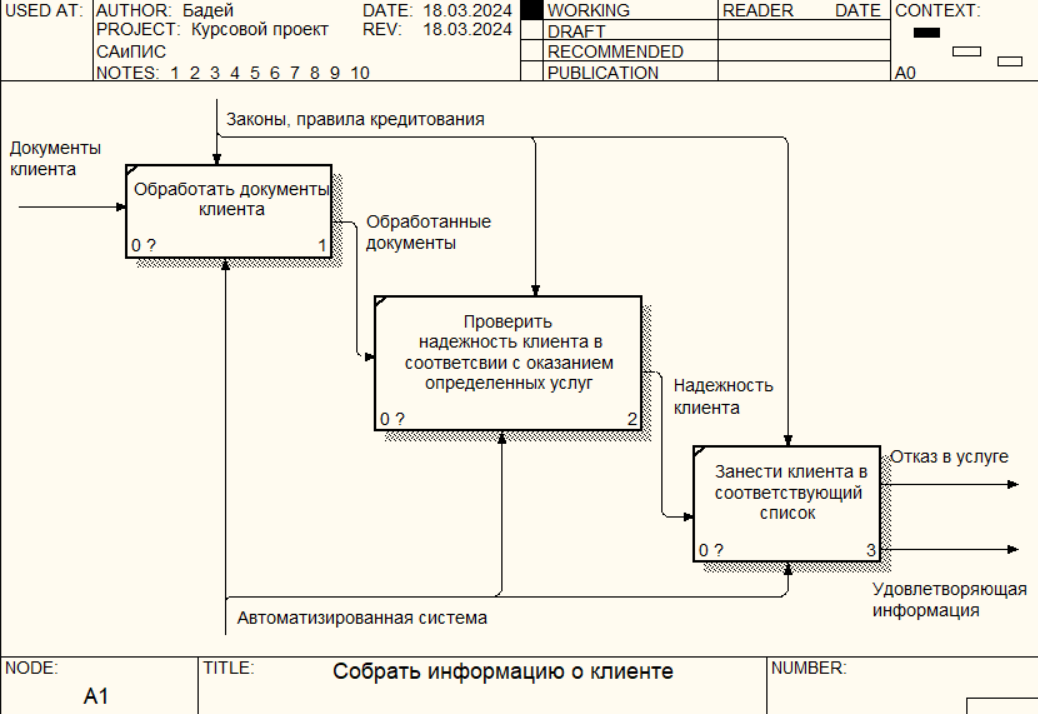 USED AT: AUTHOR: Бадей DATE: 18.03.2024 WORKING READER DATE CONTEXT:
PROJECT: Курсовой проект REV: 18.03.2024 DRAFT
САиПИС RECOMMENDED
NOTES: 1 2 3 4 5 6 7 8 9 10 PUBLICATION A0
Законы, правила кредитования
Документы
клиента
Обработать документы
клиента
0 ? 1
Обработанные
документы
Проверить
надежность клиента в
соответсвии с оказанием
определенных услуг
0 ? 2
Надежность
клиента
Занести клиента в
соответствующий
список
0 ? 3
Отказ в услуге
Удовлетворяющая
информация
Автоматизированная система
NODE: TITLE: Собрать информацию о клиенте NUMBER:
A1